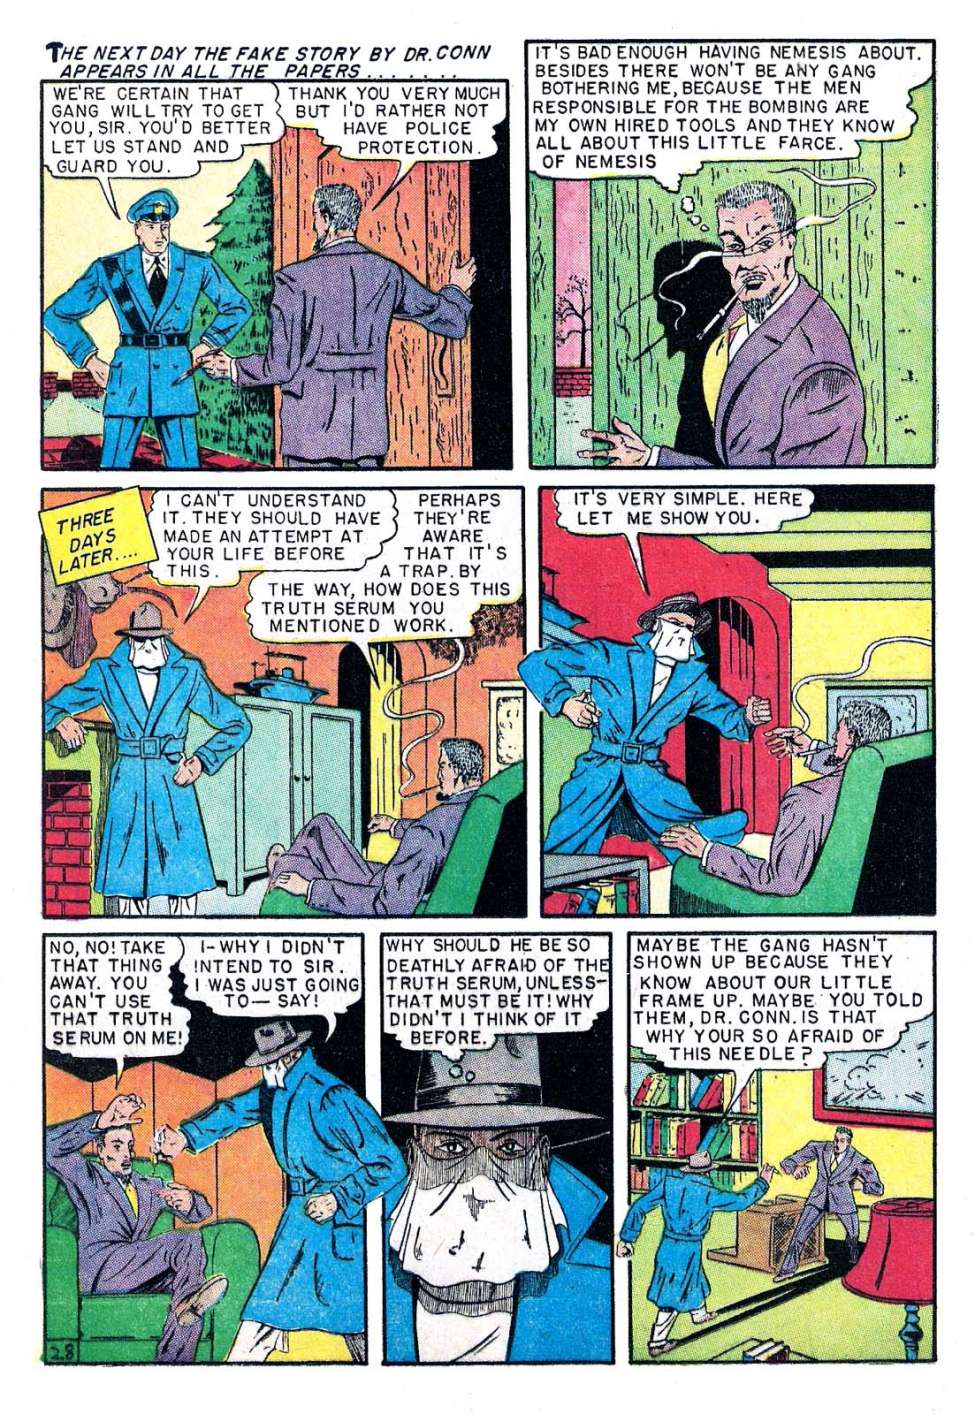 THE NEXT DAY THE FAKE STORY BY DR. CONN
APPEARS IN ALL THE PAPERS.......
WE'RE CERTAIN THAT
GANG WILL TRY TO GET
YOU, SIR. YOU'D BETTER
LET US STAND AND
GUARD YOU.
THANK YOU VERY MUCH
BUT I'D RATHER NOT
HAVE POLICE
PROTECTION.
IT'S BAD ENOUGH HAVING NEMESIS ABOUT.
BESIDES THERE WON'T BE ANY GANG
BOTHERING ME, BECAUSE THE MEN
RESPONSIBLE FOR THE BOMBING ARE
MY OWN HIRED TOOLS AND THEY KNOW
ALL ABOUT THIS LITTLE FARCE.
OF NEMESIS
THREE
DAYS
LATER....
I CAN'T UNDERSTAND
IT. THEY SHOULD HAVE
MADE AN ATTEMPT AT
YOUR LIFE BEFORE
THIS.
PERHAPS
THEY'RE
AWARE
THAT IT'S
A TRAP. BY
THE WAY, HOW DOES THIS
TRUTH SERUM YOU
MENTIONED WORK.
IT'S VERY SIMPLE. HERE
LET ME SHOW YOU.
NO, NO! TAKE
THAT THING
AWAY. YOU
CAN'T USE
THAT TRUTH
SERUM ON ME!
I-WHY I DIDN'T
INTEND TO SIR.
I WAS JUST GOING
TO— SAY!
WHY SHOULD HE BE SO
DEATHLY AFRAID OF THE
TRUTH SERUM, UNLESS-
THAT MUST BE IT! WHY
DIDN'T I THINK OF IT
BEFORE.
MAYBE THE GANG HASN'T
SHOWN UP BECAUSE THEY
KNOW ABOUT OUR LITTLE
FRAME UP. MAYBE YOU TOLD
THEM, DR. CONN. IS THAT
WHY YOUR SO AFRAID OF
THIS NEEDLE?
28